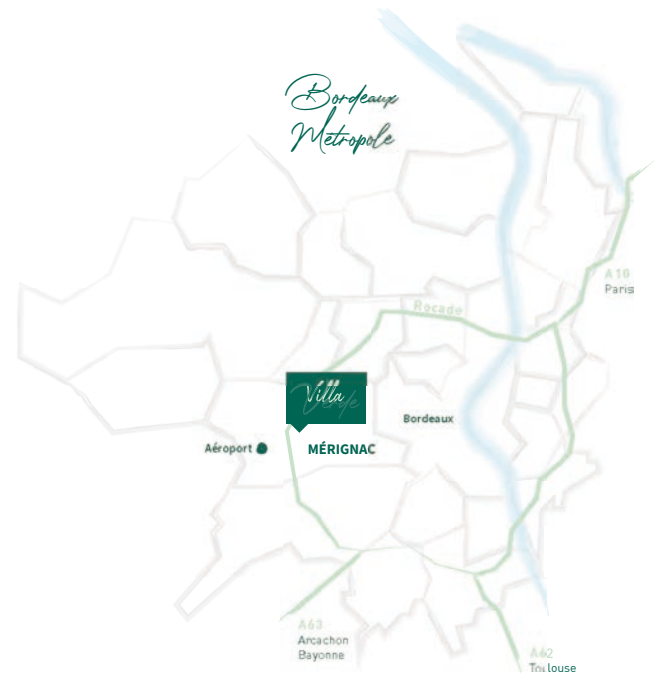 Bordeaux
Métropole
A10
Paris
Rocade
Villa
Verde
Bordeaux
Aéroport
MÉRIGNAC
A63
Arcachon
Bayonne
A62
Toulouse